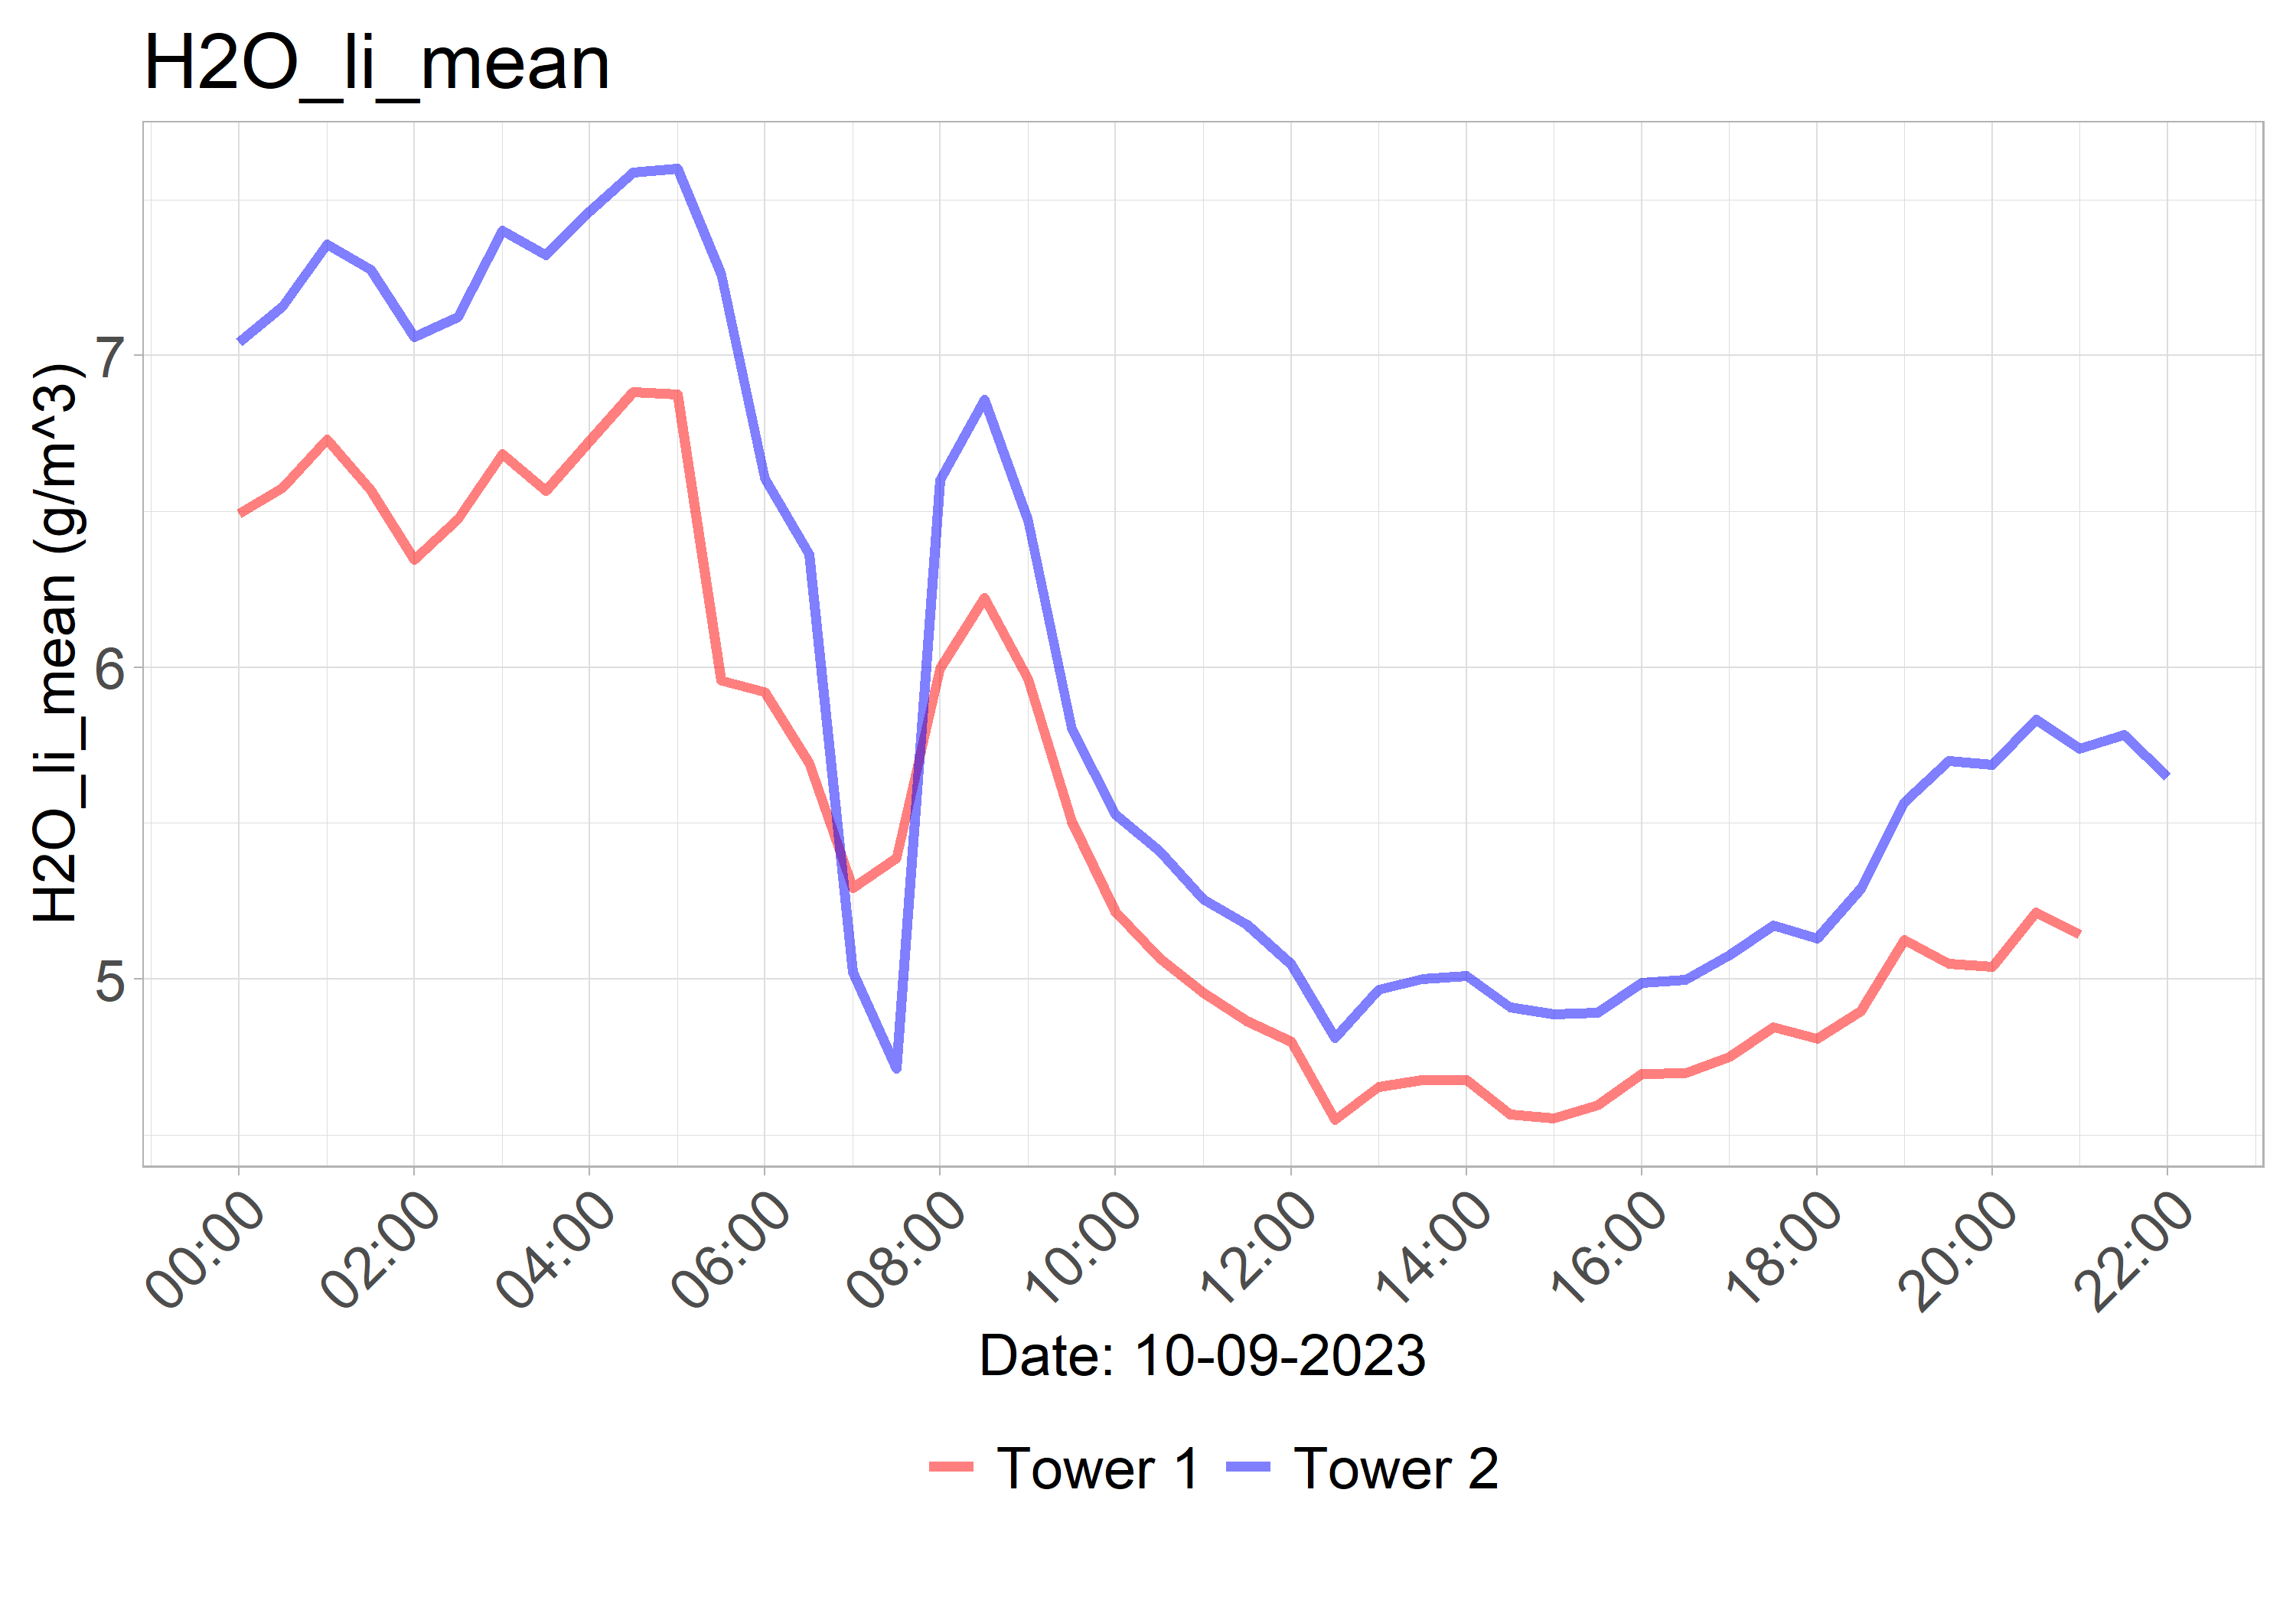 H2O_li_mean
H2O_li_mean (g/m^3)
7
6
5
00:00 02:00 04:00 06:00 08:00 10:00 12:00 14:00 16:00 18:00 20:00 22:00
Date: 10-09-2023
Tower 1 Tower 2